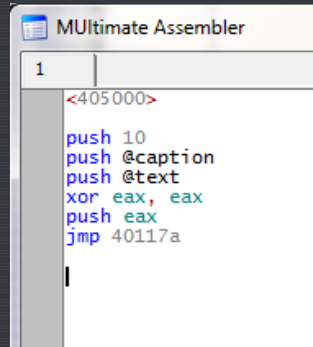 MUltimate Assembler
1
<405000>
push 10
push @caption
push @text
xor eax, eax
push eax
jmp 40117a